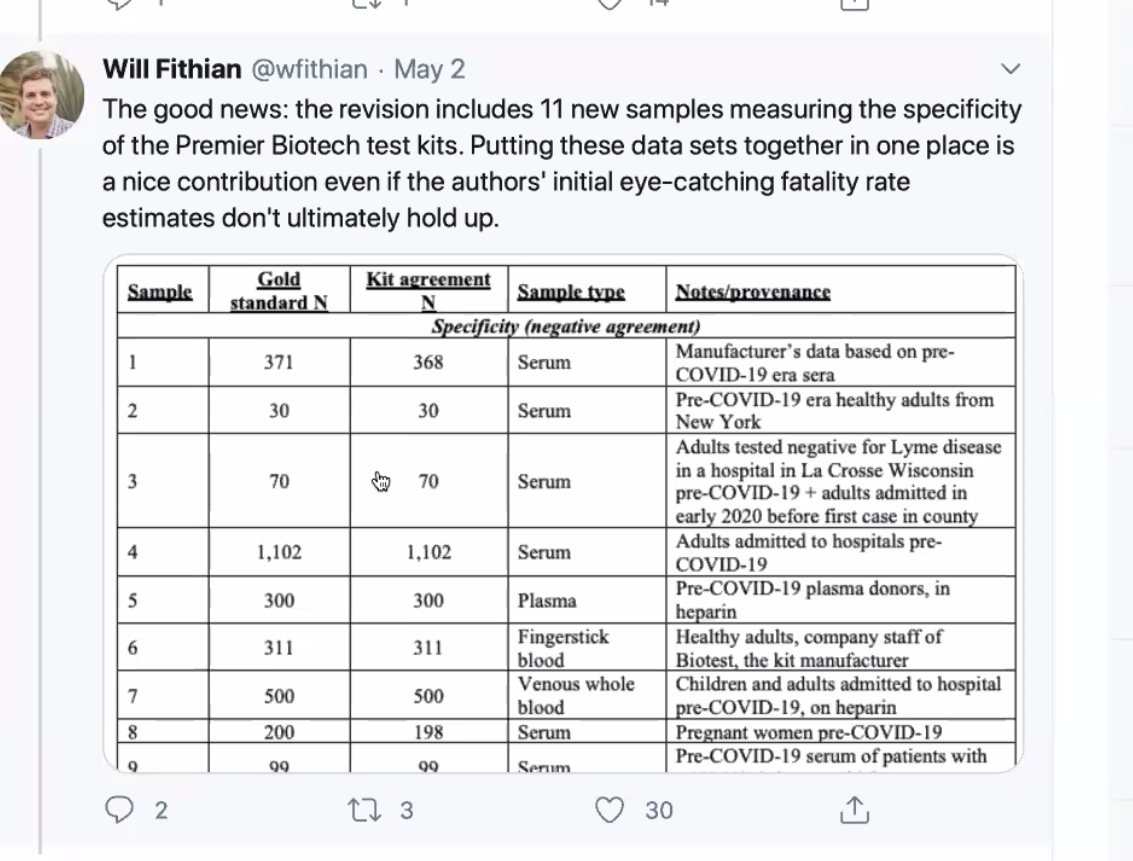 14
Will Fithian @wfithian · May 2
The good news: the revision includes 11 new samples measuring the specificity
of the Premier Biotech test kits. Putting these data sets together in one place is
a nice contribution even if the authors' initial eye-catching fatality rate
estimates don't ultimately hold up.
Sample Gold standard N Kit agreement N Sample type Notes/provenance
Specificity (negative agreement)
1 371 368 Serum Manufacturer's data based on pre-
COVID-19 era sera
2 30 30 Serum Pre-COVID-19 era healthy adults from
New York
3 70 70 Serum Adults tested negative for Lyme disease
in a hospital in La Crosse Wisconsin
pre-COVID-19 + adults admitted in
early 2020 before first case in county
4 1,102 1,102 Serum Adults admitted to hospitals pre-
COVID-19
5 300 300 Plasma Pre-COVID-19 plasma donors, in
heparin
6 311 311 Fingerstick blood Healthy adults, company staff of
Biotest, the kit manufacturer
7 500 500 Venous whole blood Children and adults admitted to hospital
pre-COVID-19, on heparin
8 200 198 Serum Pregnant women pre-COVID-19
9 99 99 Serum Pre-COVID-19 serum of patients with
2 3 30